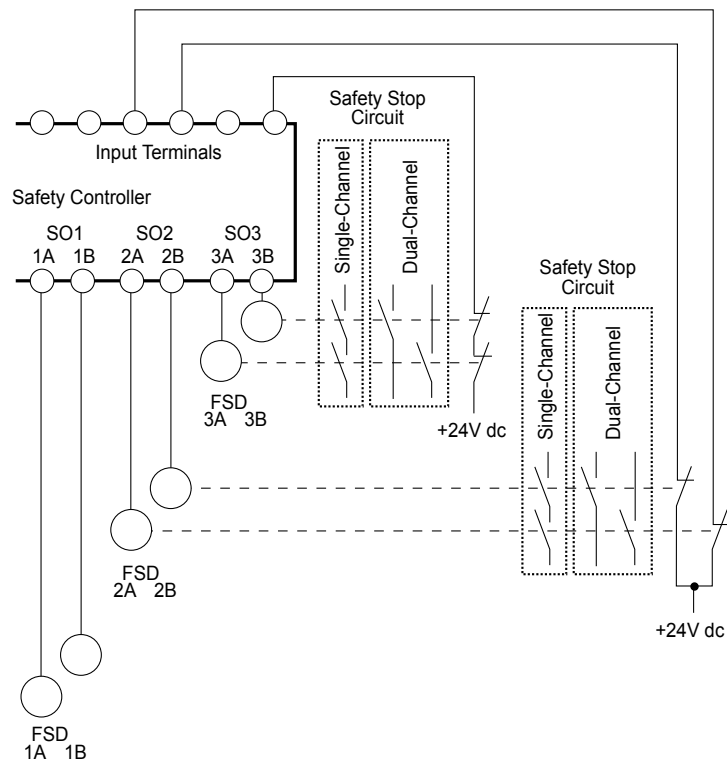 Safety Stop
Circuit
Input Terminals
Single-Channel
Dual-Channel
Safety Controller
SO1 SO2 SO3
1A 1B 2A 2B 3A 3B
Safety Stop
Circuit
Single-Channel
Dual-Channel
FSD
3A 3B
+24V dc
FSD
2A 2B
+24V dc
FSD
1A 1B